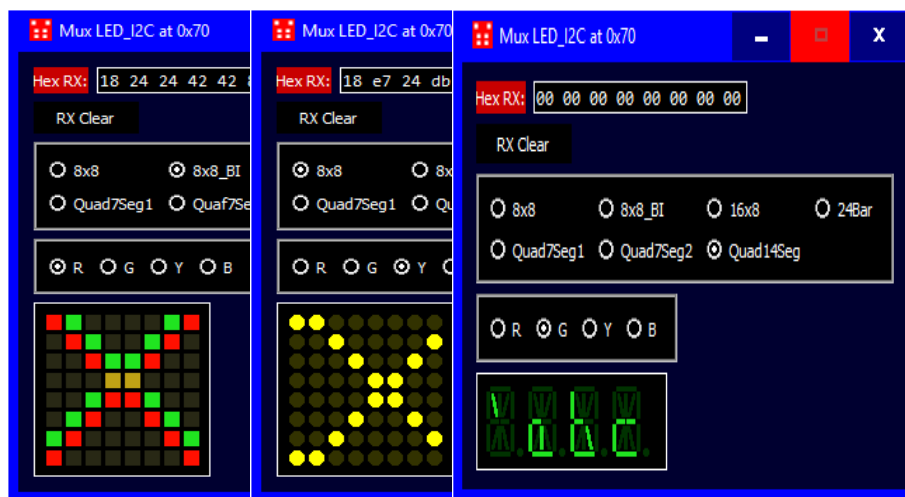 Mux LED_I2C at 0x70
Hex RX: 18 24 24 42 42
RX Clear
8x8 8x8_BI
Quad7Seg1 Quaf7Se
R G Y B
Mux LED_I2C at 0x70
Hex RX: 18 e7 24 db
RX Clear
8x8 8x
Quad7Seg1 Qu
R G Y
Mux LED_I2C at 0x70
X
Hex RX: 00 00 00 00 00 00 00 00
RX Clear
8x8 8x8_BI 16x8 24Bar
Quad7Seg1 Quad7Seg2 Quad14Seg
R G Y B